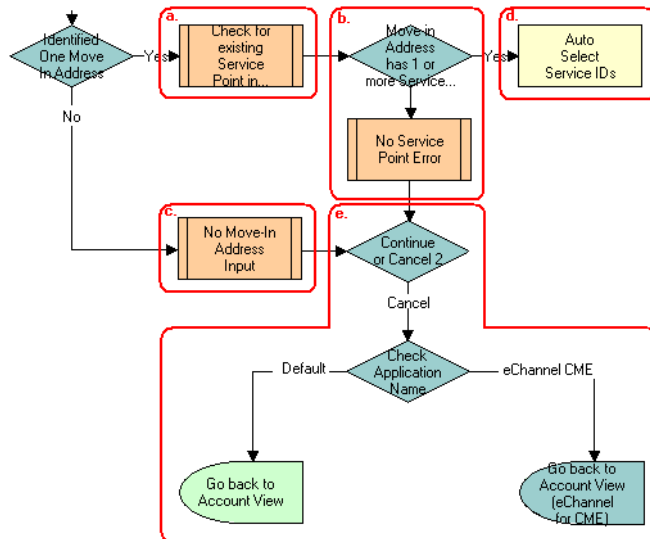 a.
b.
d.
Identified
One Move
In Address
Yes
Check for
existing
Service
Point in...
Move in
Address
has 1 or
more Service...
Yes
Auto
Select
Service IDs
No
No Service
Point Error
c.
e.
No Move-In
Address
Input
Continue
or Cancel 2
Cancel
Check
Application
Name
Default
eChannel CME
Go back to
Account View
Go back to
Account View
(eChannel
for CME)